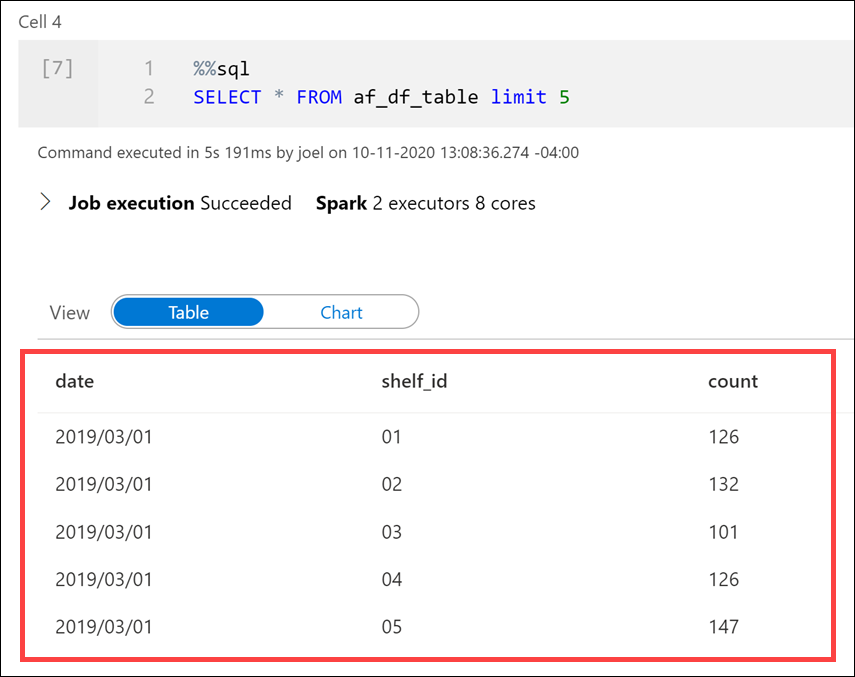 Cell 4
[7]
1 %%sql
2 SELECT * FROM af_df_table limit 5
Command executed in 5s 191ms by joel on 10-11-2020 13:08:36.274 -04:00
Job execution Succeeded Spark 2 executors 8 cores
View Table Chart
date shelf_id count
2019/03/01 01 126
2019/03/01 02 132
2019/03/01 03 101
2019/03/01 04 126
2019/03/01 05 147